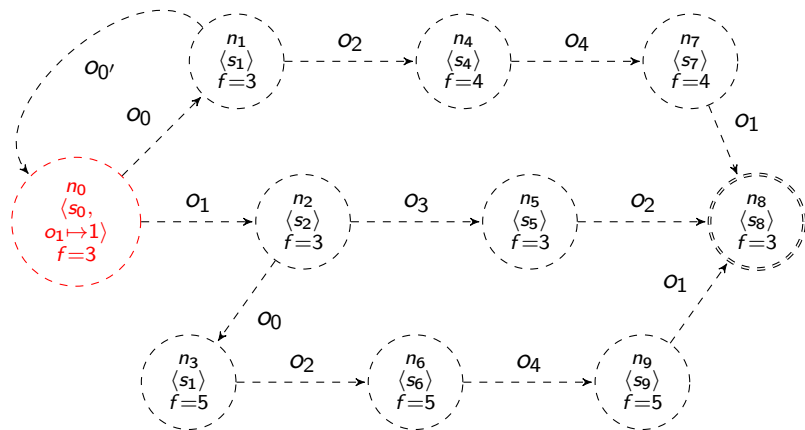 n₁
⟨s₁⟩
f=3
o₂
n₄
⟨s₄⟩
f=4
o₄
n₇
⟨s₇⟩
f=4
o₀′
o₀
o₁
n₀
⟨s₀,
o₁↦1⟩
f=3
o₁
n₂
⟨s₂⟩
f=3
o₃
n₅
⟨s₅⟩
f=3
o₂
n₈
⟨s₈⟩
f=3
o₀
o₁
n₃
⟨s₁⟩
f=5
o₂
n₆
⟨s₆⟩
f=5
o₄
n₉
⟨s₉⟩
f=5